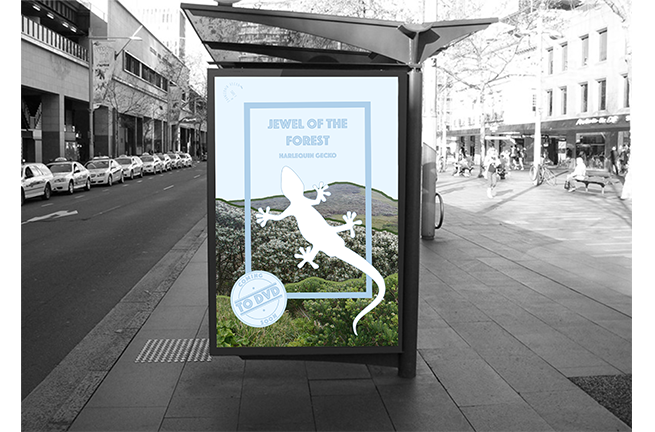 JEWEL OF THE
FOREST
HARLEQUIN GECKO
COMING
TO DVD
SOON